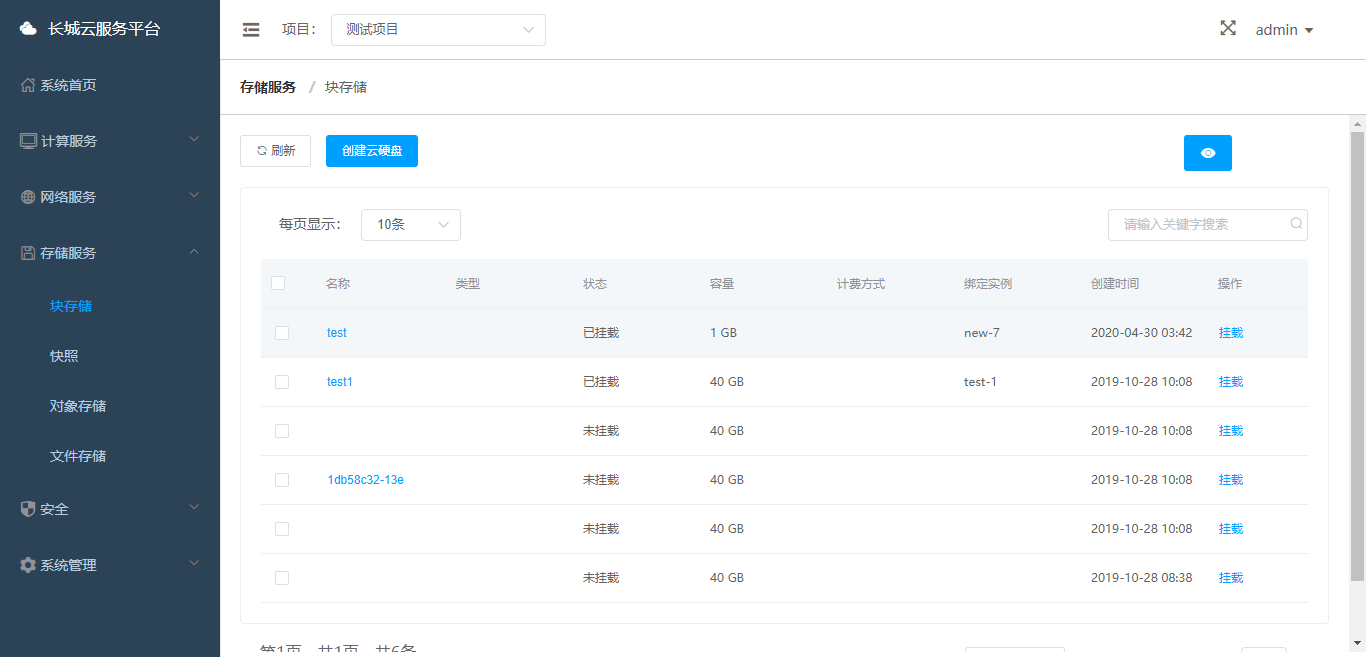 长城云服务平台
项目：
测试项目
admin
系统首页
计算服务
网络服务
存储服务
块存储
快照
对象存储
文件存储
安全
系统管理
存储服务 / 块存储
刷新
创建云硬盘
每页显示：
10条
请输入关键字搜索
名称 类型 状态 容量 计费方式 绑定实例 创建时间 操作
test 已挂载 1 GB new-7 2020-04-30 03:42 挂载
test1 已挂载 40 GB test-1 2019-10-28 10:08 挂载
未挂载 40 GB 2019-10-28 10:08 挂载
1db58c32-13e 未挂载 40 GB 2019-10-28 10:08 挂载
未挂载 40 GB 2019-10-28 10:08 挂载
未挂载 40 GB 2019-10-28 08:38 挂载
第1页 共1页 共6条